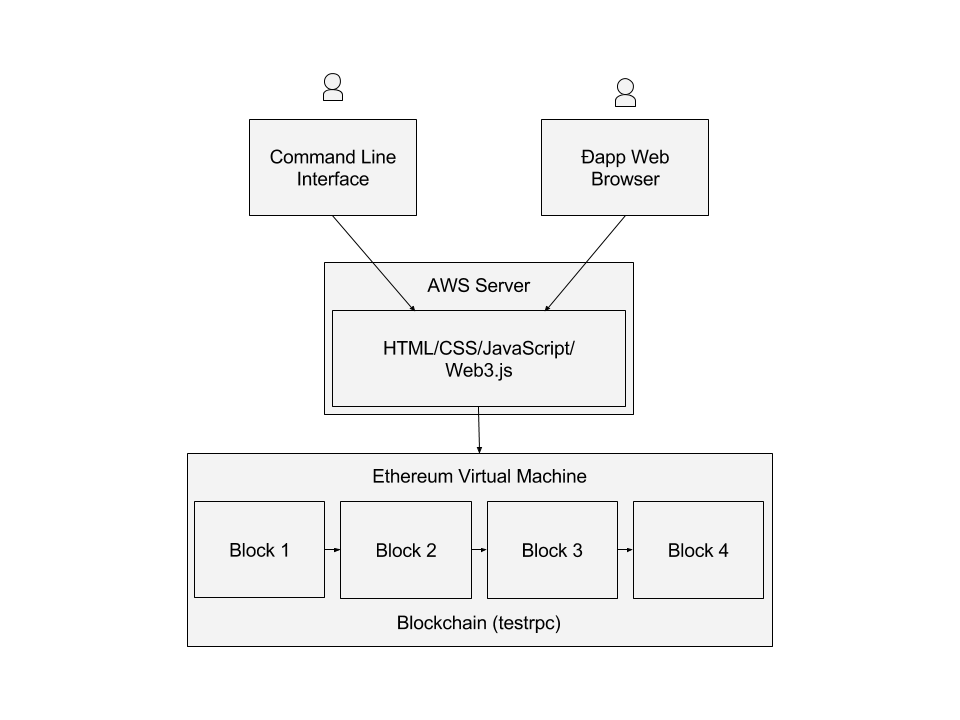 Command Line
Interface
Ðapp Web
Browser
AWS Server
HTML/CSS/JavaScript/
Web3.js
Ethereum Virtual Machine
Block 1
Block 2
Block 3
Block 4
Blockchain (testrpc)